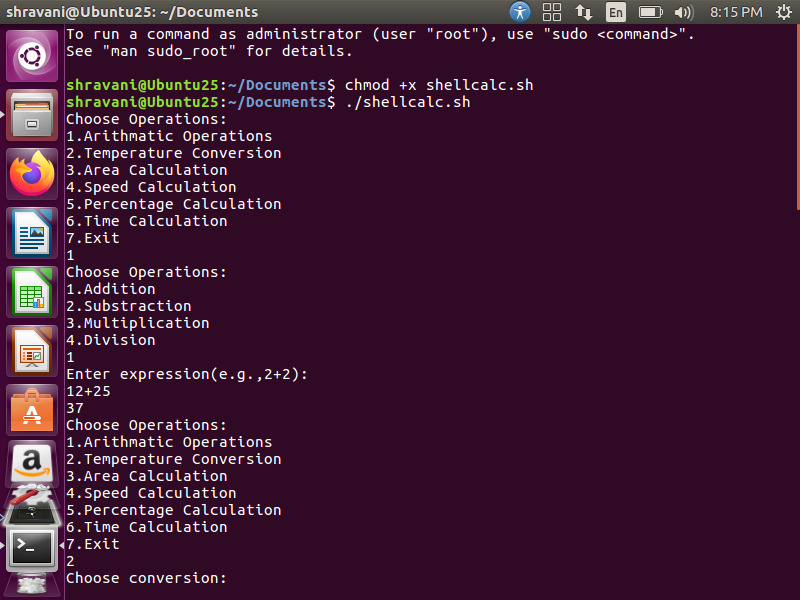 shravani@Ubuntu25: ~/Documents
En
8:15 PM
To run a command as administrator (user "root"), use "sudo <command>".
See "man sudo_root" for details.
shravani@Ubuntu25:~/Documents$ chmod +x shellcalc.sh
shravani@Ubuntu25:~/Documents$ ./shellcalc.sh
Choose Operations:
1.Arithmatic Operations
2.Temperature Conversion
3.Area Calculation
4.Speed Calculation
5.Percentage Calculation
6.Time Calculation
7.Exit
1
Choose Operations:
1.Addition
2.Substraction
3.Multiplication
4.Division
1
Enter expression(e.g.,2+2):
12+25
37
Choose Operations:
1.Arithmatic Operations
2.Temperature Conversion
3.Area Calculation
4.Speed Calculation
5.Percentage Calculation
6.Time Calculation
7.Exit
2
Choose conversion: